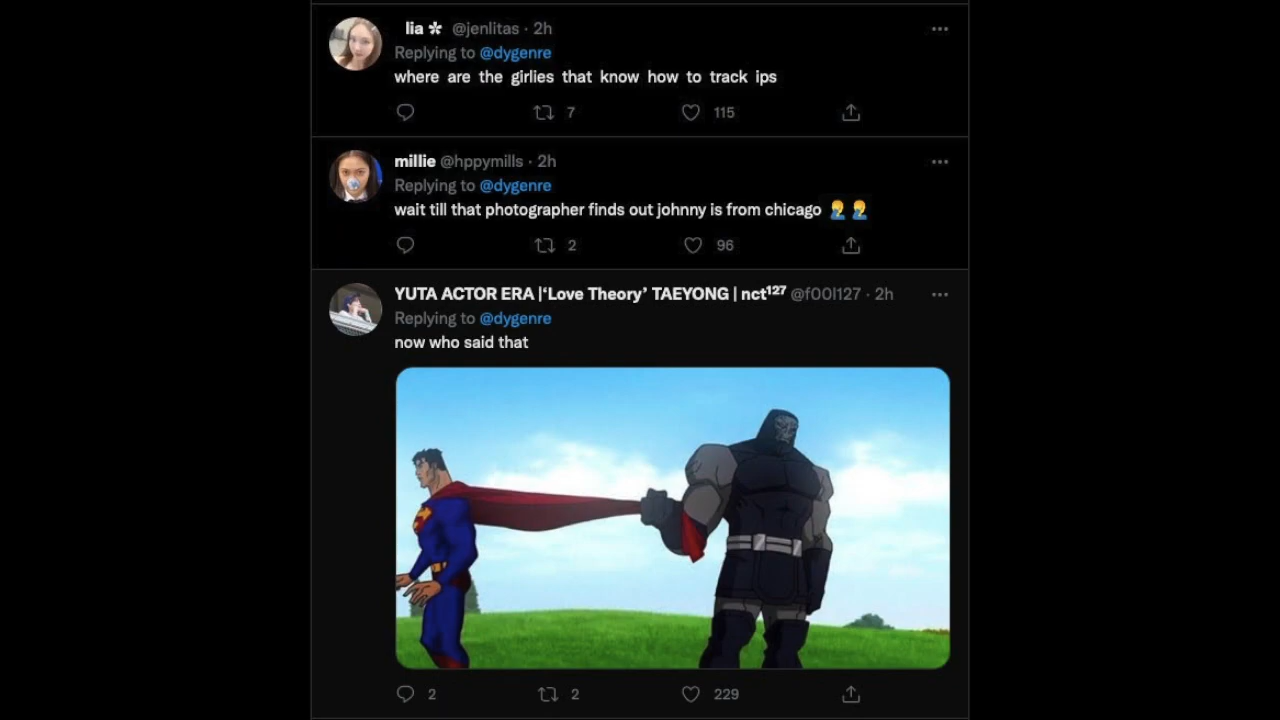 lia ✲ @jenlitas · 2h
Replying to @dygenre
where are the girlies that know how to track ips
7 115
millie @hppymills · 2h
Replying to @dygenre
wait till that photographer finds out johnny is from chicago 🤦‍♂️🤦‍♂️
2 96
YUTA ACTOR ERA |‘Love Theory’ TAEYONG | nct¹²⁷ @f00l127 · 2h
Replying to @dygenre
now who said that
2 2 229